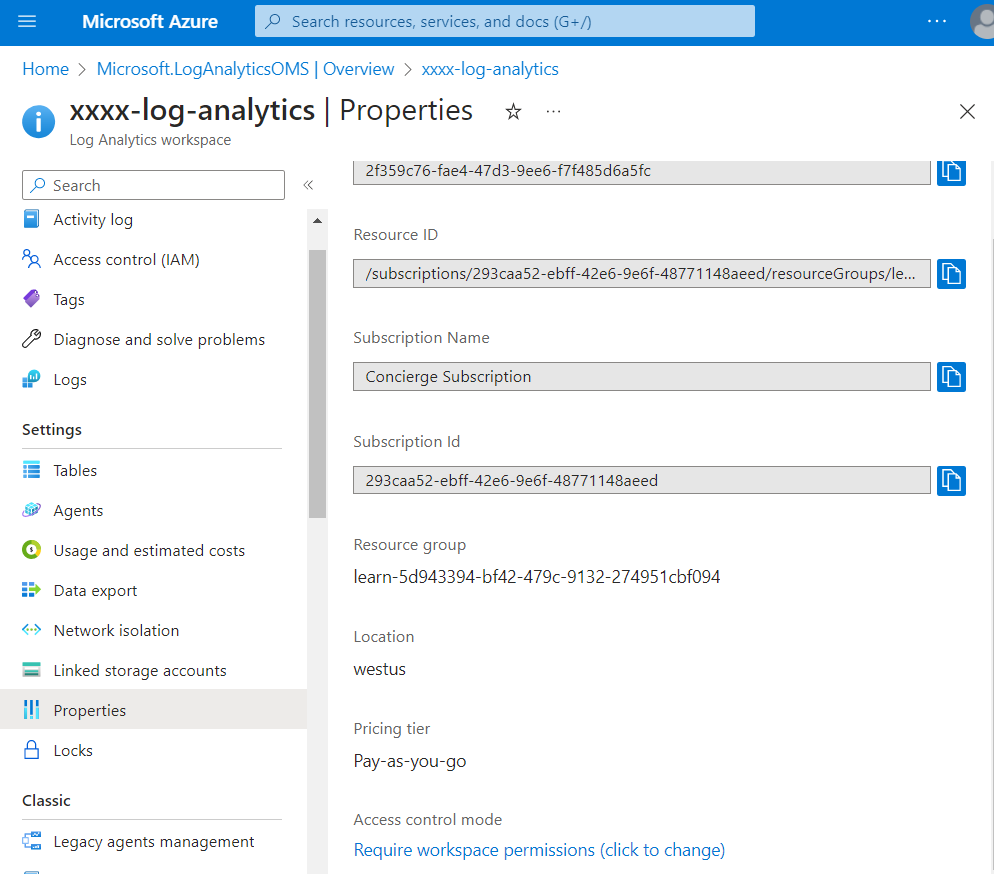 Microsoft Azure
Search resources, services, and docs (G+/)
Home > Microsoft.LogAnalyticsOMS | Overview > xxxx-log-analytics
xxxx-log-analytics | Properties
Log Analytics workspace
Search
Activity log
Access control (IAM)
Tags
Diagnose and solve problems
Logs
Settings
Tables
Agents
Usage and estimated costs
Data export
Network isolation
Linked storage accounts
Properties
Locks
Classic
Legacy agents management
2f359c76-fae4-47d3-9ee6-f7f485d6a5fc
Resource ID
/subscriptions/293caa52-ebff-42e6-9e6f-48771148aeed/resourceGroups/le...
Subscription Name
Concierge Subscription
Subscription Id
293caa52-ebff-42e6-9e6f-48771148aeed
Resource group
learn-5d943394-bf42-479c-9132-274951cbf094
Location
westus
Pricing tier
Pay-as-you-go
Access control mode
Require workspace permissions (click to change)